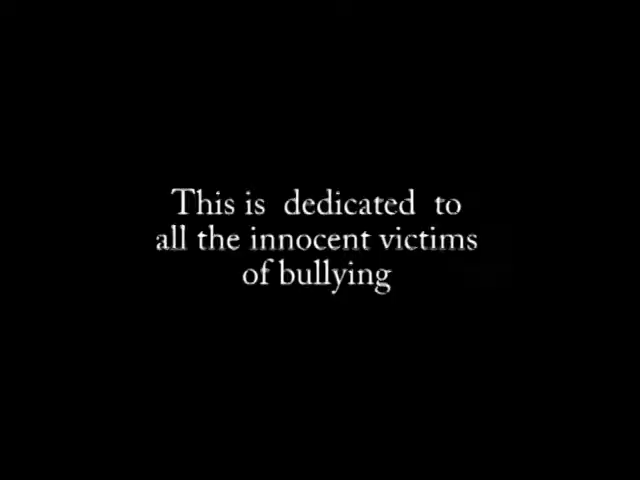 This is dedicated to
all the innocent victims
of bullying